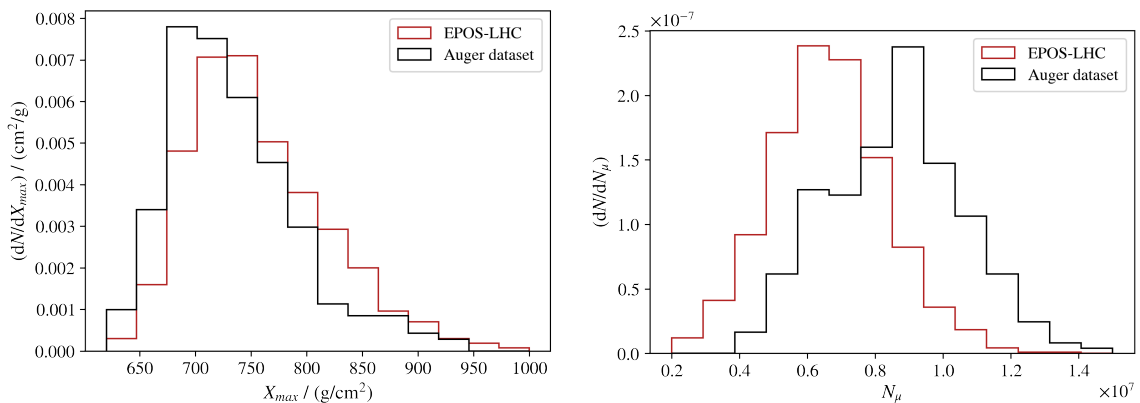 0.008
0.007
0.006
0.005
0.004
0.003
0.002
0.001
0.000
(dN/dX_max) / (cm²/g)
EPOS-LHC
Auger dataset
650 700 750 800 850 900 950 1000
X_max / (g/cm²)
×10⁻⁷
2.5
2.0
1.5
1.0
0.5
0.0
(dN/dN_μ)
EPOS-LHC
Auger dataset
0.2 0.4 0.6 0.8 1.0 1.2 1.4
×10⁷
N_μ